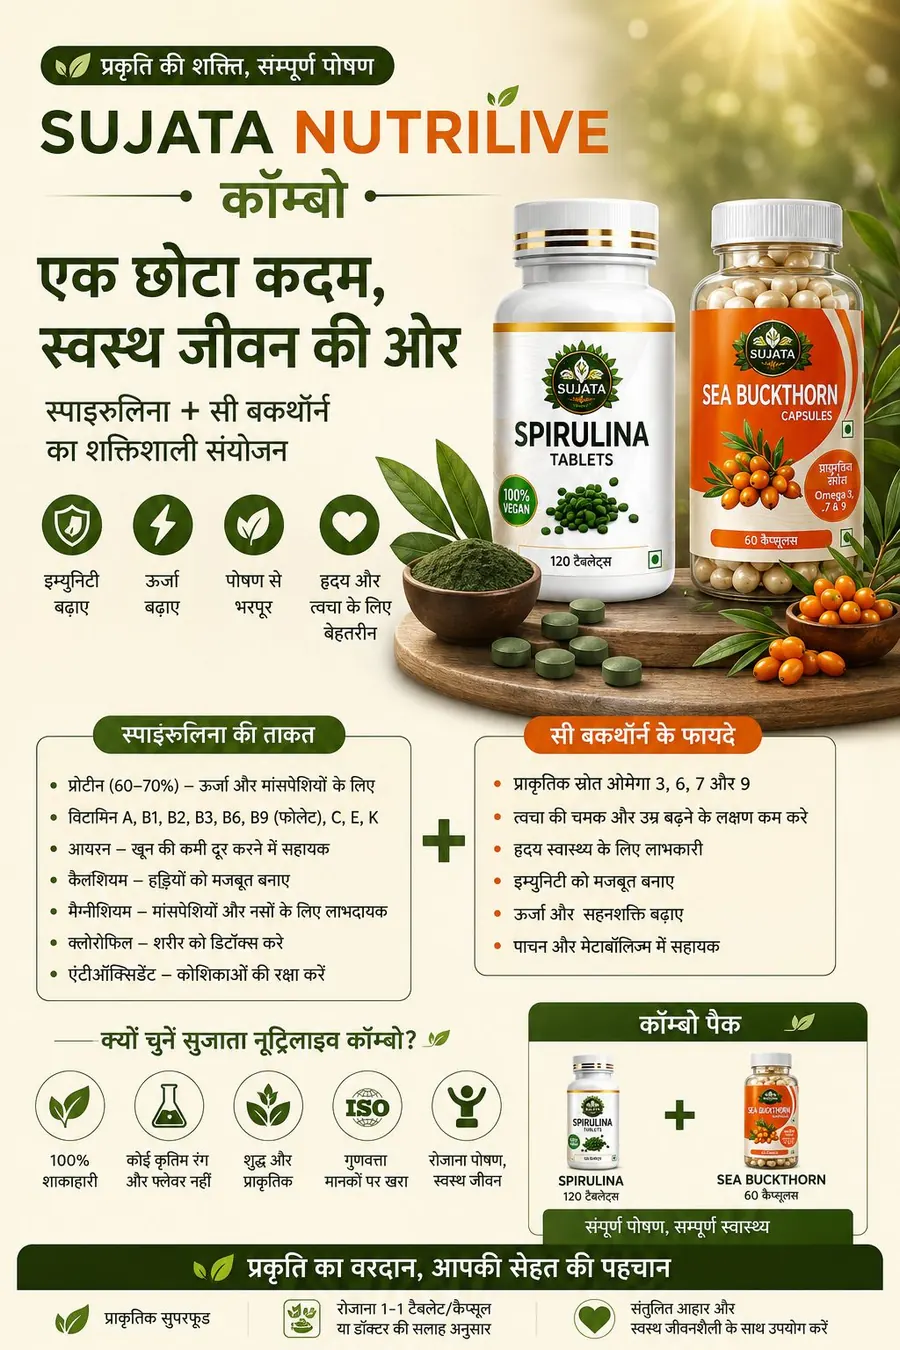 प्रकृति की शक्ति, संम्पूर्ण पोषण
SUJATA NUTRILIVE
कॉम्बो
एक छोटा कदम,
स्वस्थ जीवन की ओर
स्पाइरुलिना + सी बकथॉर्न
का शक्तिशाली संयोजन
इम्युनिटी
बढ़ाए
ऊर्जा
बढ़ाए
पोषण से
भरपूर
हृदय और
त्वचा के लिए
बेहतरीन
SUJATA
SPIRULINA
TABLETS
100%
VEGAN
120 टैबलेट्स
SUJATA
SEA BUCKTHORN
CAPSULES
Omega 3,
7 & 9
60 कैप्सूलस
स्पाइंरुलिना की ताकत
• प्रोटीन (60–70%) – ऊर्जा और मांसपेशियों के लिए
• विटामिन A, B1, B2, B3, B6, B9 (फोलेट), C, E, K
• आयरन – खून की कमी दूर करने में सहायक
• कैलशियम – हड्डियों को मजबूत बनाए
• मैग्नीशियम – मांसपेशियों और नसों के लिए लाभदायक
• क्लोरोफिल – शरीर को डिटॉक्स करे
• एंटीऑक्सिडेंट – कोशिकाओं की रक्षा करें
+
सी बकथॉर्न के फायदे
• प्राकृतिक स्रोत ओमेगा 3, 6, 7 और 9
• त्वचा की चमक और उम्र बढ़ने के लक्षण कम करे
• हृदय स्वास्थ्य के लिए लाभकारी
• इम्युनिटी को मजबूत बनाए
• ऊर्जा और सहनशक्ति बढ़ाए
• पाचन और मेटाबॉलिज्म में सहायक
क्यों चुनें सुजाता नूट्रिलाइव कॉम्बो?
100%
शाकाहारी
कोई कृतिम रंग
और फ्लेवर नहीं
शुद्ध और
प्राकृतिक
ISO
गुणवत्ता
मानकों पर खरा
रोजाना पोषण,
स्वस्थ जीवन
कॉम्बो पैक
SPIRULINA
TABLETS
+
SEA BUCKTHORN
SPIRULINA
120 टैबलेट्स
SEA BUCKTHORN
60 कैप्सूलस
संपूर्ण पोषण, सम्पूर्ण स्वास्थ्य
प्रकृति का वरदान, आपकी सेहत की पहचान
प्राकृतिक सुपरफूड
रोजाना 1-1 टैबलेट/कैप्सूल
या डॉक्टर की सलाह अनुसार
संतुलित आहार और
स्वस्थ जीवनशैली के साथ उपयोग करें